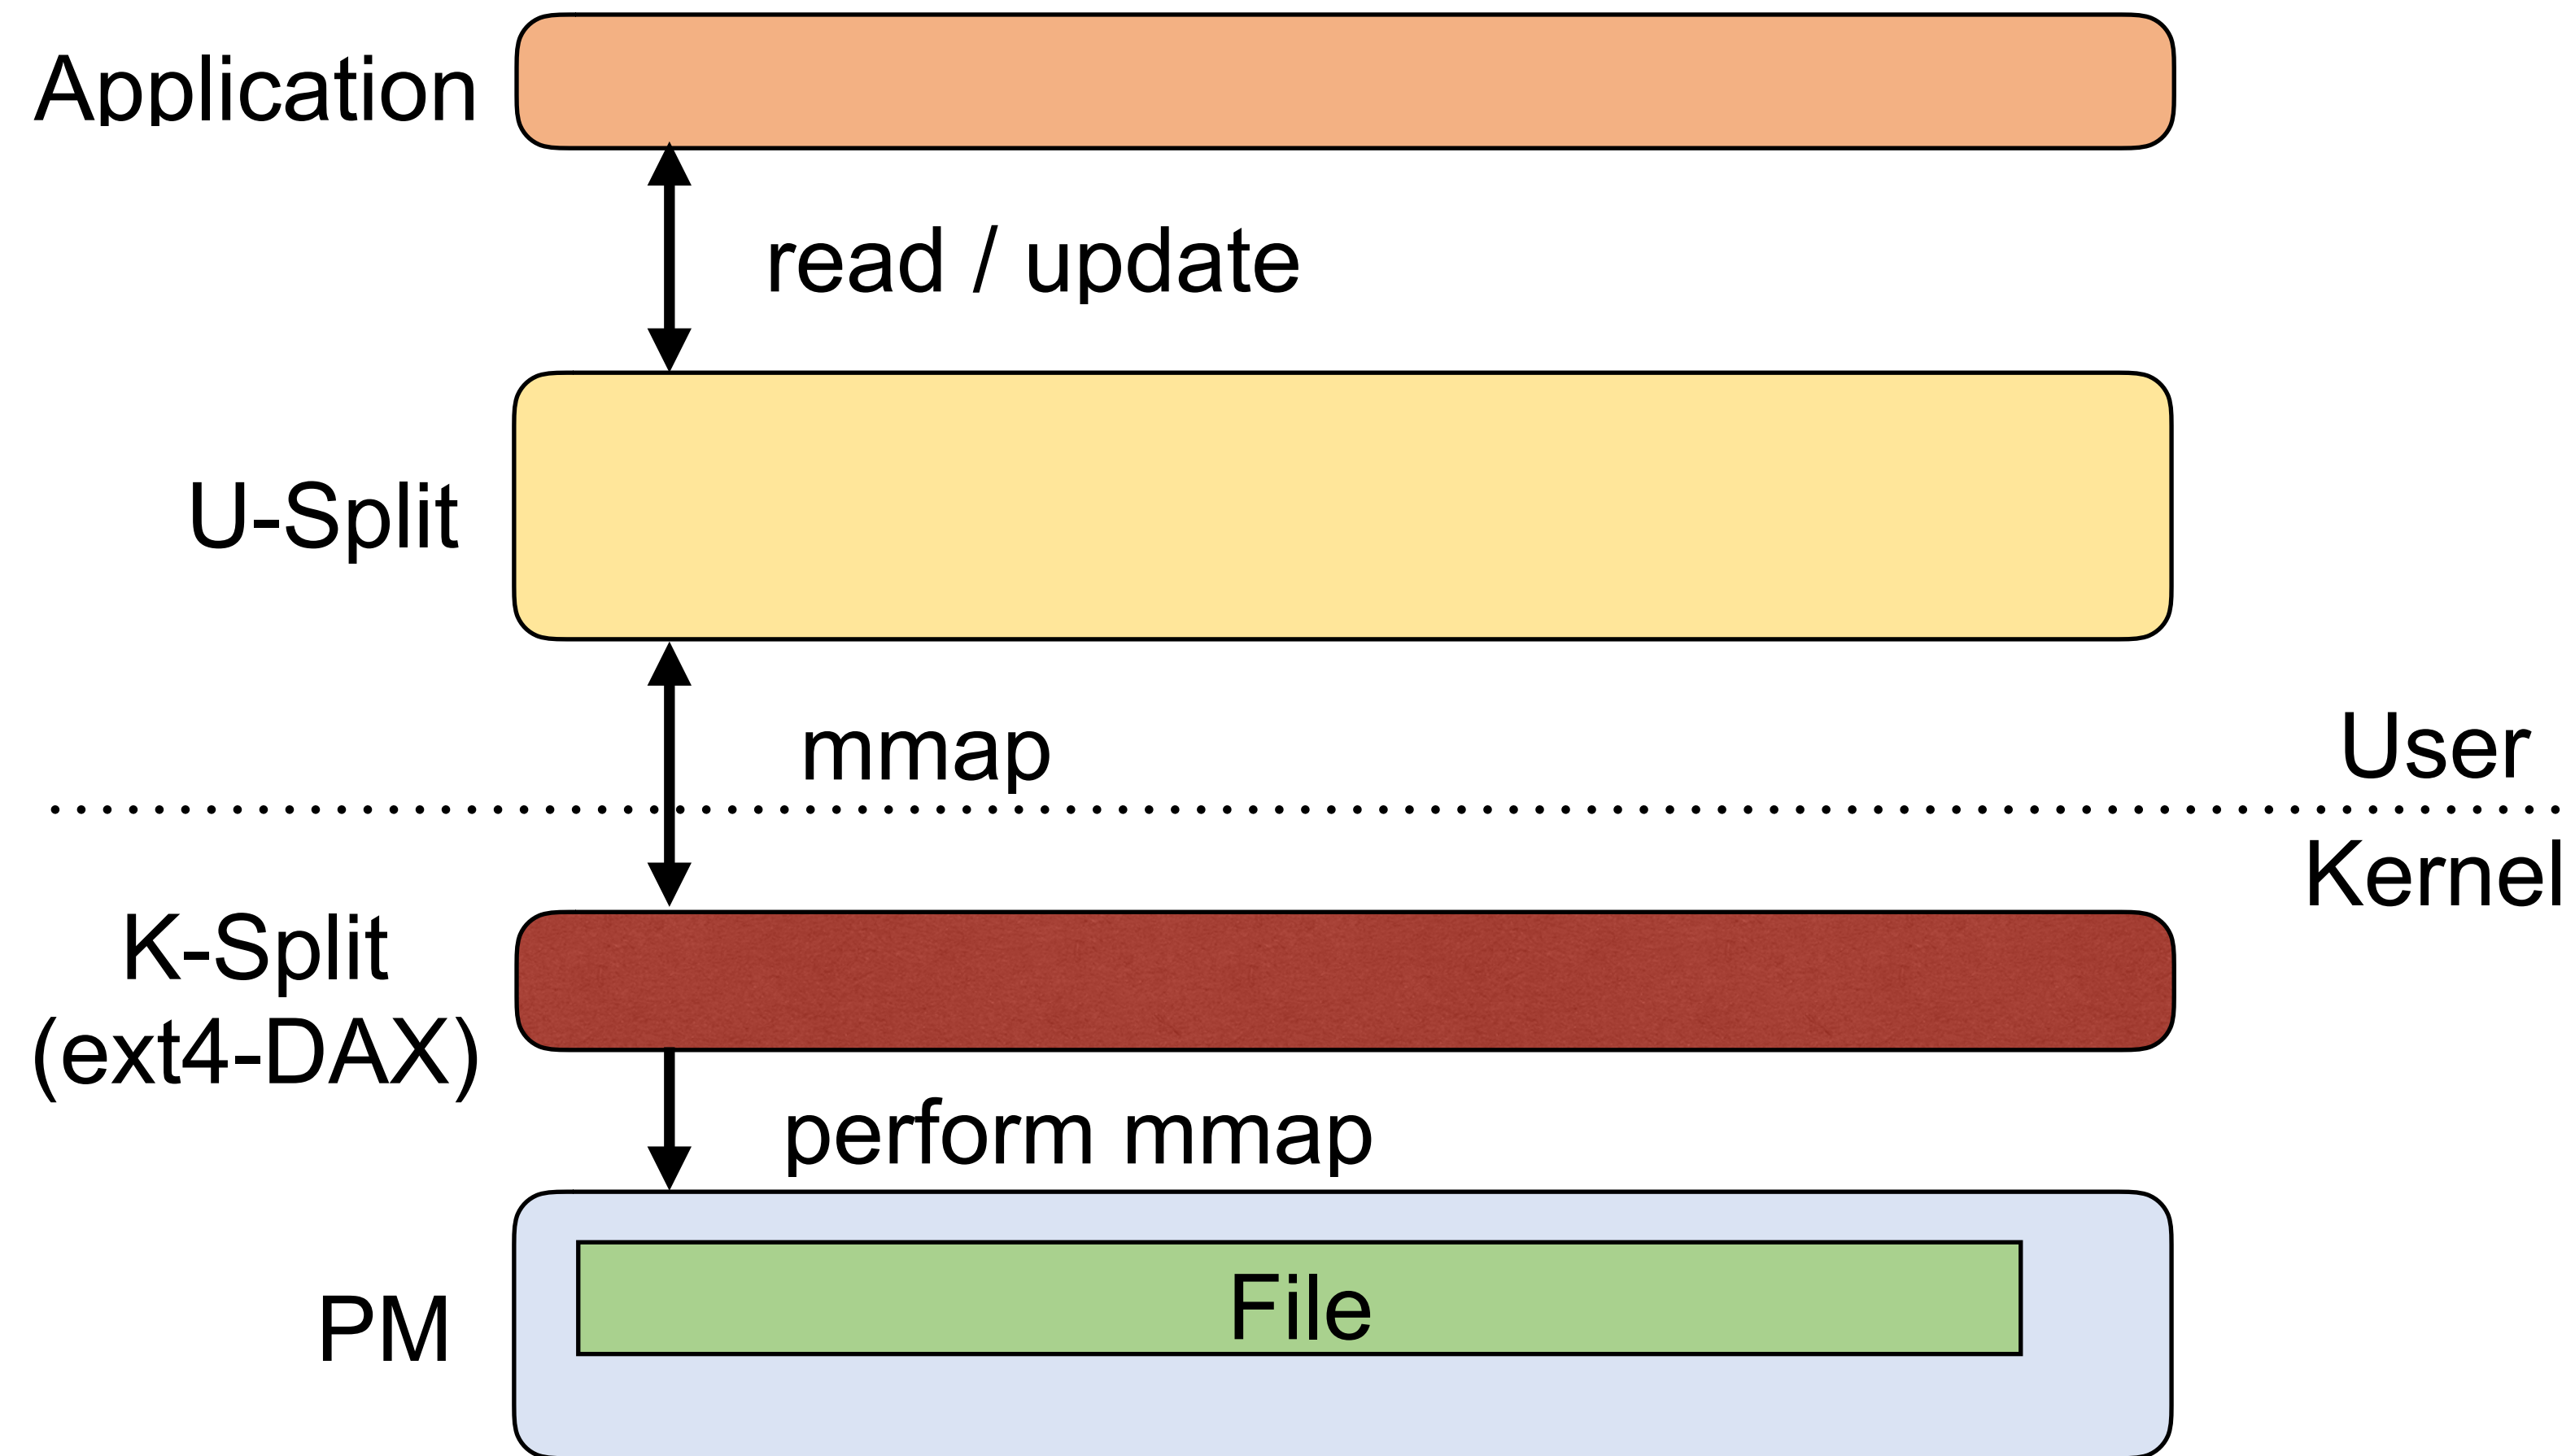 Application
read / update
U-Split
mmap
User
Kernel
K-Split
(ext4-DAX)
perform mmap
File
PM